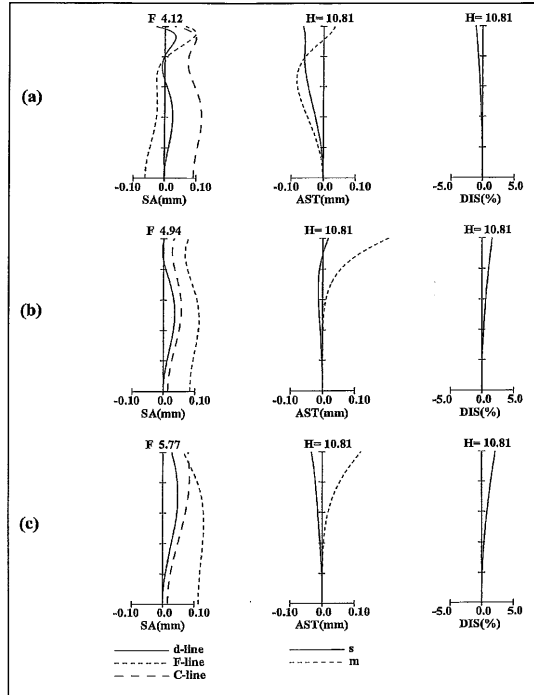 F 4.12 H= 10.81 H= 10.81
(a)
-0.10 0.0 0.10 -0.10 0.0 0.10 -5.0 0.0 5.0
SA(mm) AST(mm) DIS(%)
F 4.94 H= 10.81 H= 10.81
(b)
-0.10 0.0 0.10 -0.10 0.0 0.10 -5.0 0.0 5.0
SA(mm) AST(mm) DIS(%)
F 5.77 H= 10.81 H= 10.81
(c)
-0.10 0.0 0.10 -0.10 0.0 0.10 -5.0 0.0 5.0
SA(mm) AST(mm) DIS(%)
d-line s
F-line m
C-line